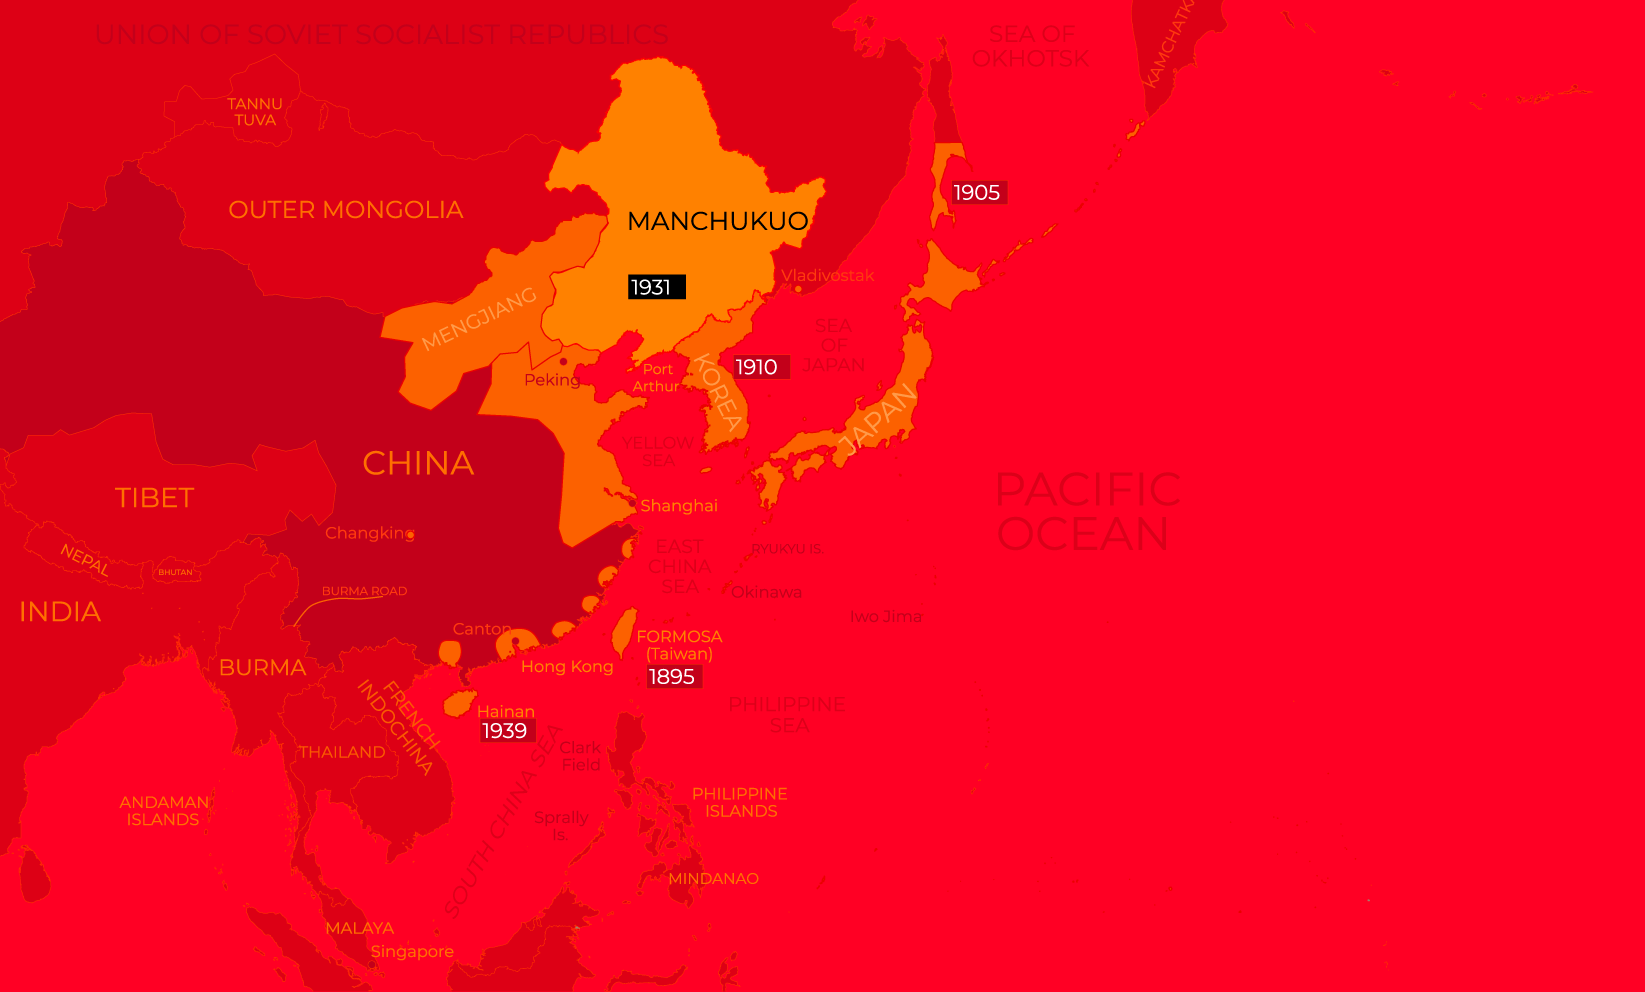 UNION OF SOVIET SOCIALIST REPUBLICS
SEA OF
OKHOTSK
KAMCHATKA
TANNU
TUVA
OUTER MONGOLIA
MANCHUKUO
1905
1931
Vladivostak
MENGJIANG
SEA
OF
JAPAN
KOREA
1910
Port
Arthur
Peking
JAPAN
YELLOW
SEA
CHINA
TIBET
Shanghai
PACIFIC
OCEAN
Changking
NEPAL
BHUTAN
EAST
CHINA
SEA
RYUKYU IS.
Okinawa
BURMA ROAD
INDIA
Iwo Jima
Canton
FORMOSA
(Taiwan)
1895
Hong Kong
BURMA
FRENCH
INDOCHINA
Hainan
1939
PHILIPPINE
SEA
THAILAND
Clark
Field
SOUTH CHINA SEA
ANDAMAN
ISLANDS
PHILIPPINE
ISLANDS
Sprally
Is.
MINDANAO
MALAYA
Singapore